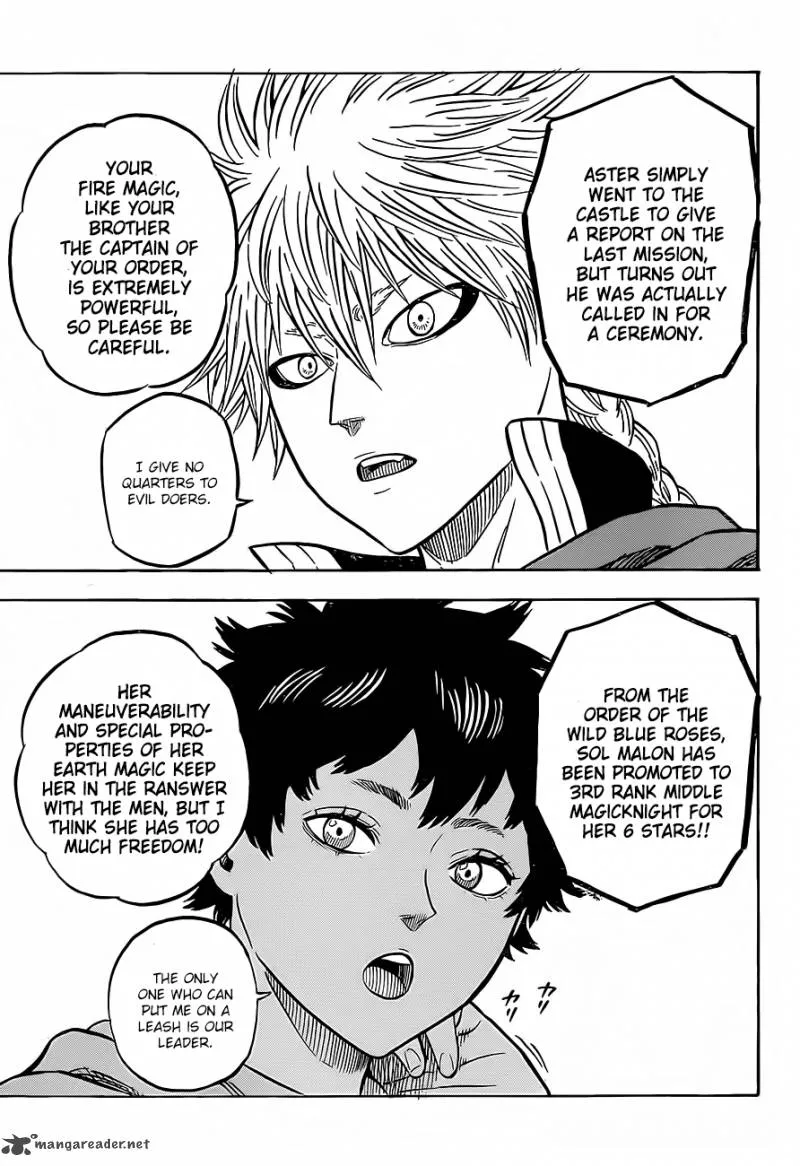 ASTER SIMPLY
WENT TO THE
CASTLE TO GIVE
A REPORT ON THE
LAST MISSION,
BUT TURNS OUT
HE WAS ACTUALLY
CALLED IN FOR
A CEREMONY.
YOUR
FIRE MAGIC,
LIKE YOUR
BROTHER
THE CAPTAIN OF
YOUR ORDER,
IS EXTREMELY
POWERFUL,
SO PLEASE BE
CAREFUL.
I GIVE NO
QUARTERS TO
EVIL DOERS.
FROM THE
ORDER OF THE
WILD BLUE ROSES,
SOL MALON HAS
BEEN PROMOTED TO
3RD RANK MIDDLE
MAGICKNIGHT FOR
HER 6 STARS!!
HER
MANEUVERABILITY
AND SPECIAL PRO-
PERTIES OF HER
EARTH MAGIC KEEP
HER IN THE RANSWER
WITH THE MEN, BUT I
THINK SHE HAS TOO
MUCH FREEDOM!
THE ONLY
ONE WHO CAN
PUT ME ON A
LEASH IS OUR
LEADER.
カリ
カリ
mangareader.net